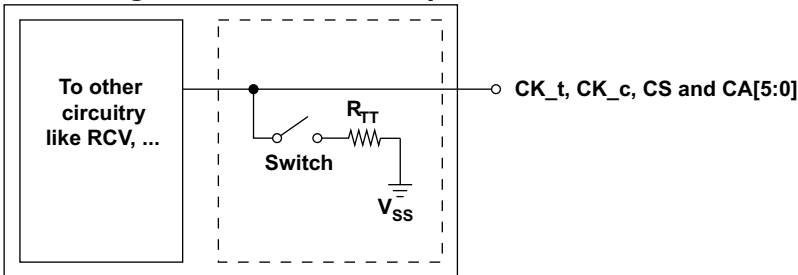 To other
circuitry
like RCV, ...
CK_t, CK_c, CS and CA[5:0]
RTT
Switch
VSS